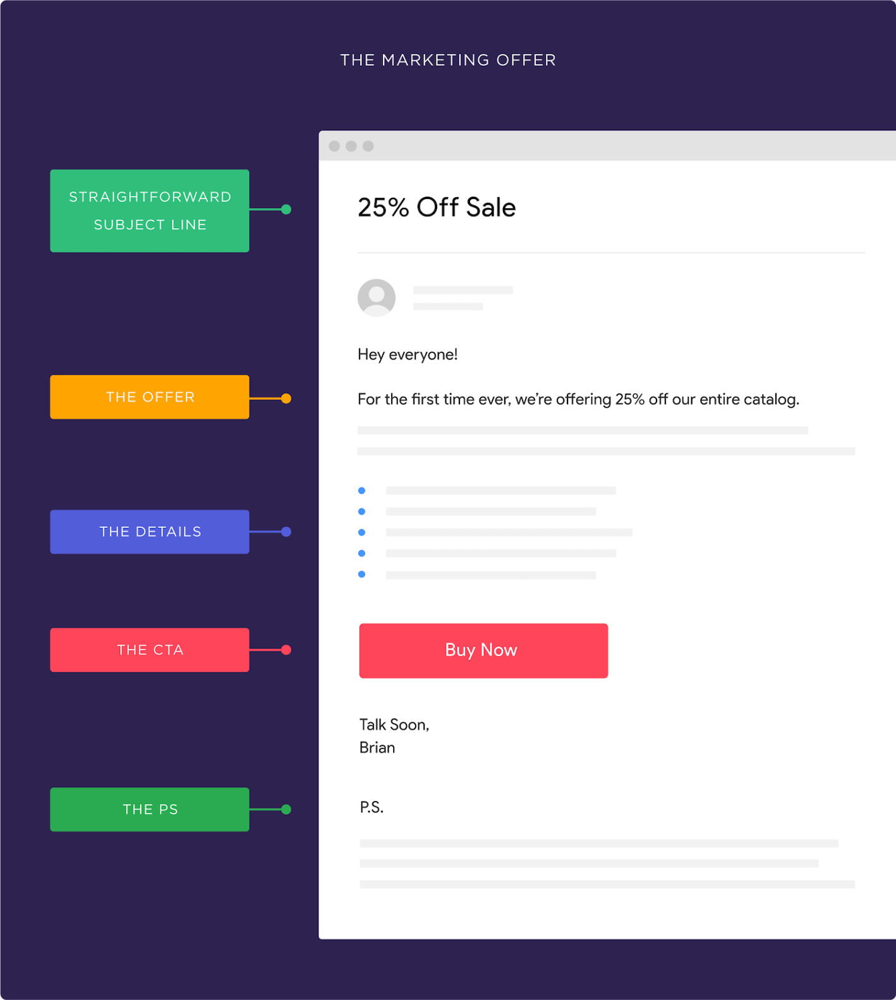 THE MARKETING OFFER
STRAIGHTFORWARD
SUBJECT LINE
25% Off Sale
Hey everyone!
THE OFFER
For the first time ever, we’re offering 25% off our entire catalog.
THE DETAILS
THE CTA
Buy Now
Talk Soon,
Brian
THE PS
P.S.